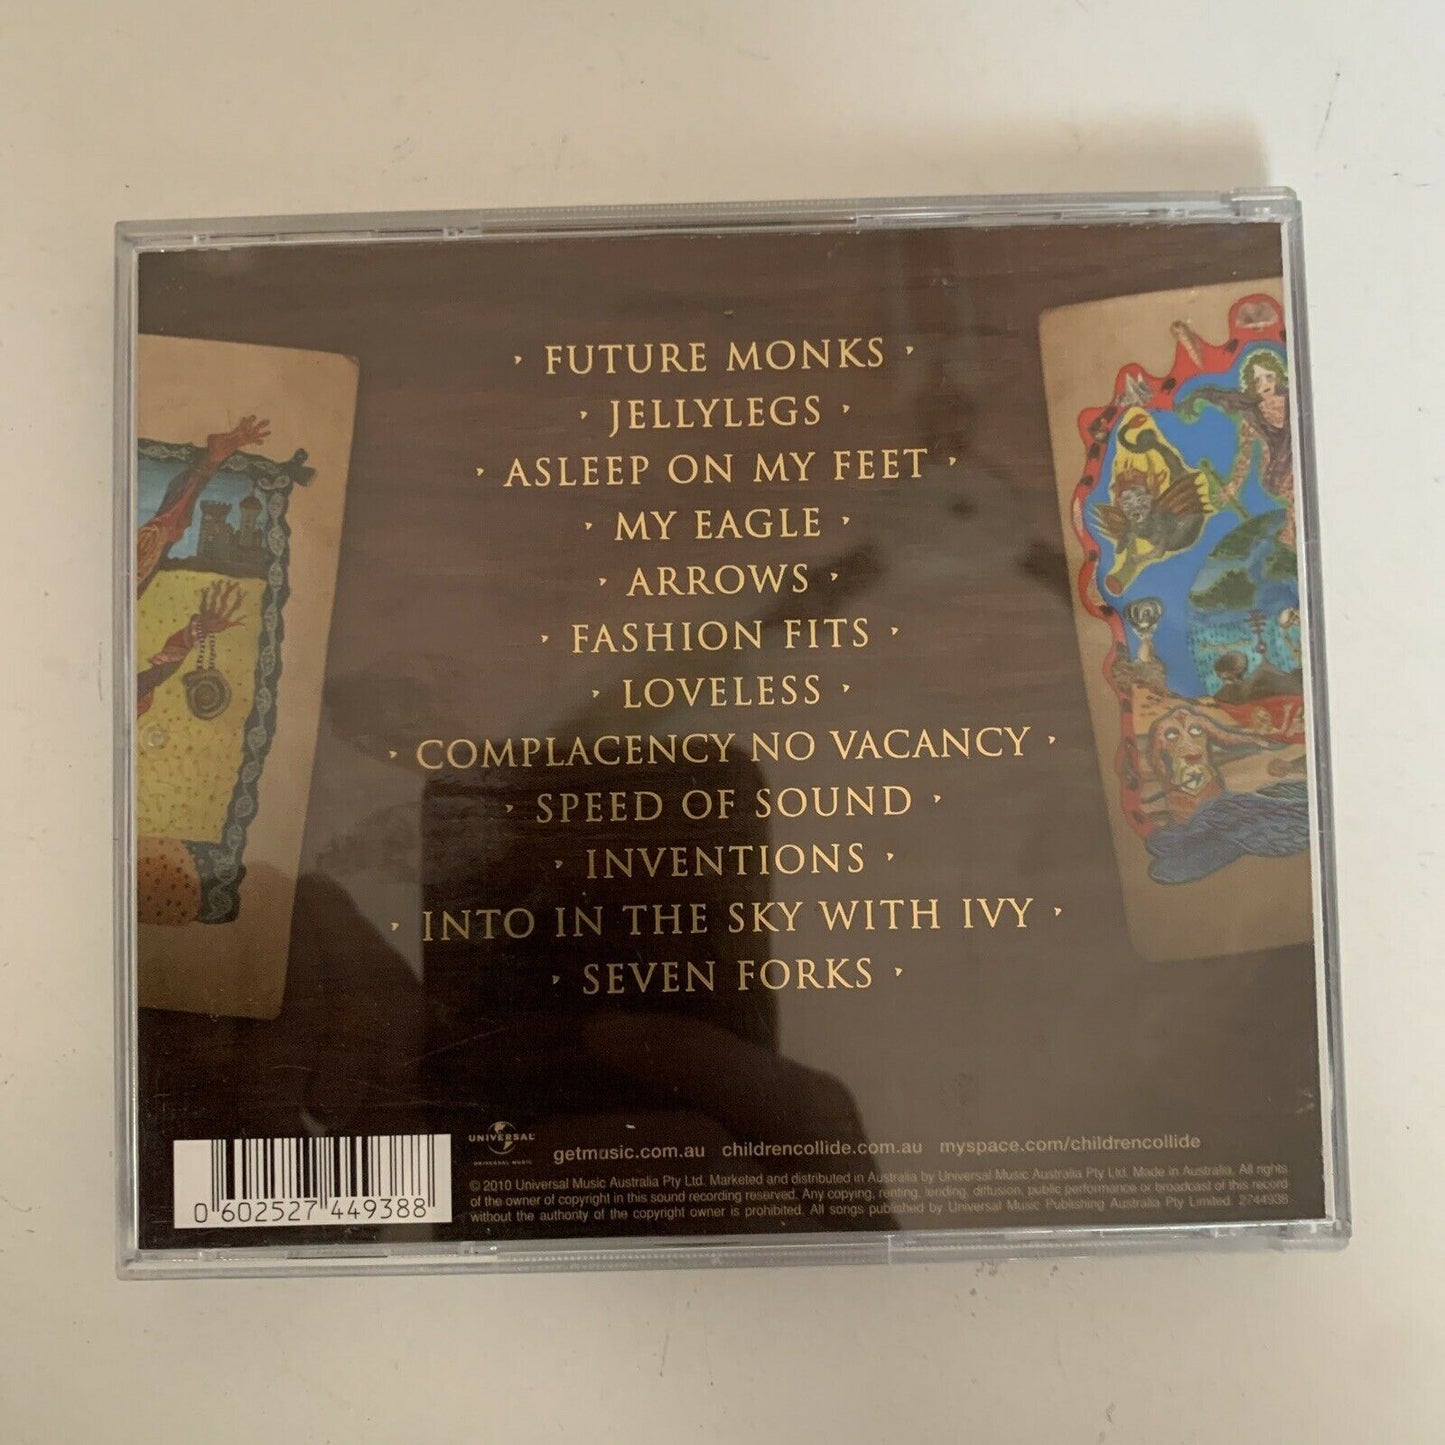 · FUTURE MONKS ·
· JELLYLEGS ·
· ASLEEP ON MY FEET ·
· MY EAGLE ·
· ARROWS ·
· FASHION FITS ·
· LOVELESS ·
· COMPLACENCY NO VACANCY ·
· SPEED OF SOUND ·
· INVENTIONS ·
· INTO IN THE SKY WITH IVY ·
· SEVEN FORKS ·
0 602527 449388
UNIVERSAL
UNIVERSAL MUSIC
getmusic.com.au childrencollide.com.au myspace.com/childrencollide
© 2010 Universal Music Australia Pty Ltd. Marketed and distributed in Australia by Universal Music Australia Pty Ltd. Made in Australia. All rights
of the owner of copyright in this sound recording reserved. Any copying, renting, lending, diffusion, public performance or broadcast of this record
without the authority of the copyright owner is prohibited. All songs published by Universal Music Publishing Australia Pty Limited. 2744938